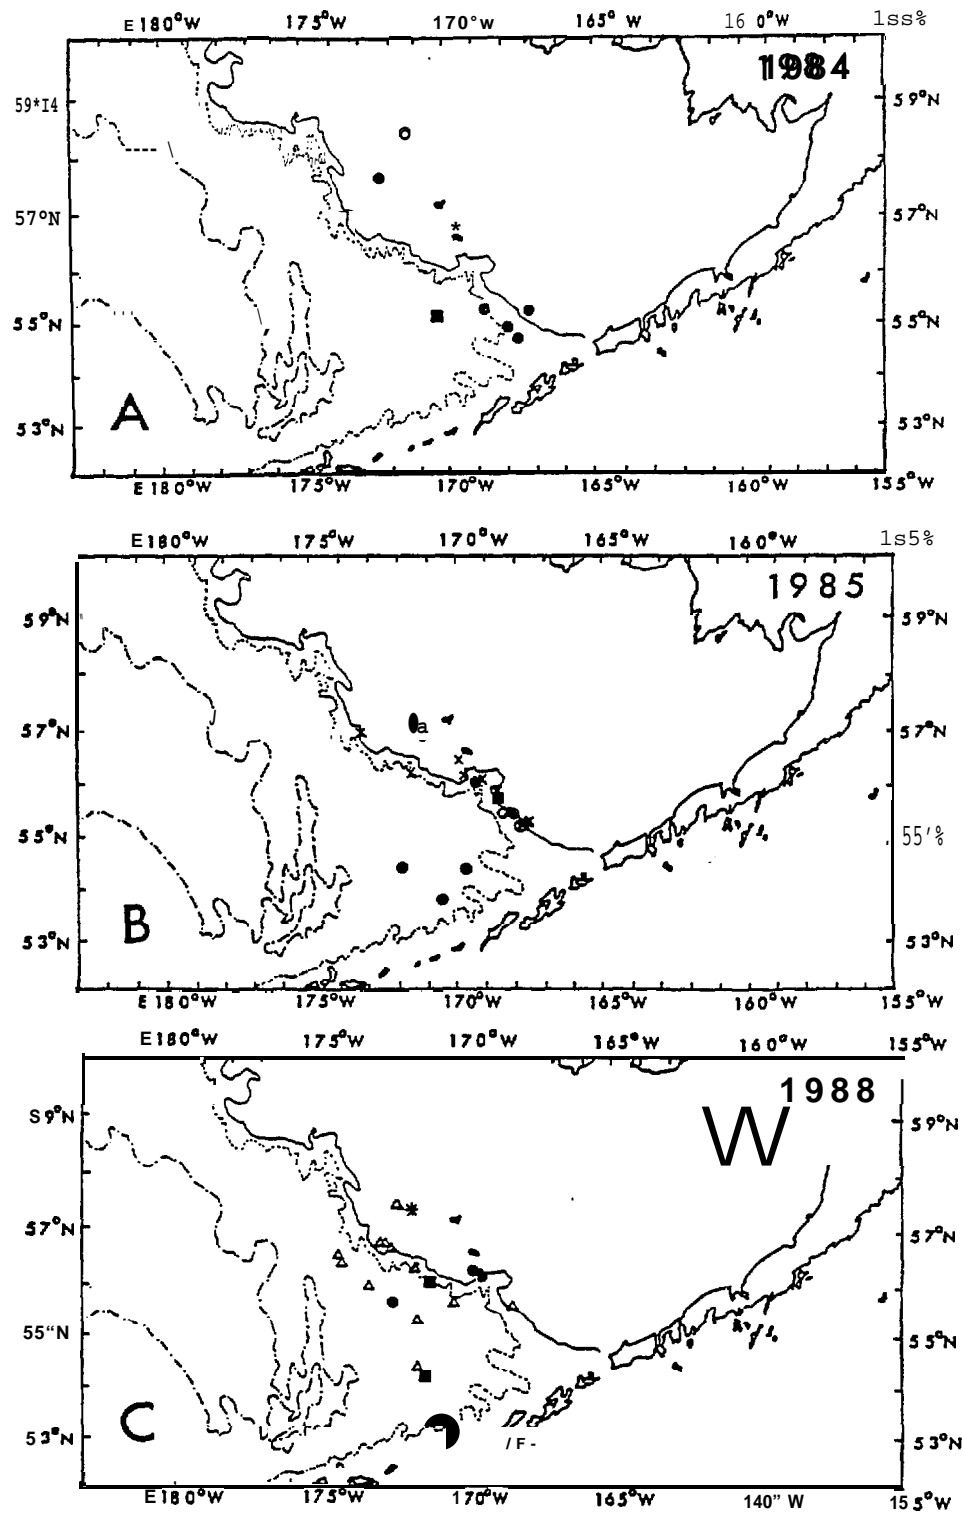 E180°W 175°W 170°W 165°W 16 0°W 1ss%
1984
59*I4 59°N
57°N 57°N
55°N 55°N
A
53°N 53°N
E180°W 175°W 170°W 165°W 160°W 155°W
E180°W 175°W 170°W 165°W 160°W 1s5%
1985
59°N 59°N
a
57°N 57°N
55°N 55'%
B
53°N 53°N
E180°W 175°W 170°W 165°W 160°W 155°W
E180°W 175°W 170°W 165°W 160°W 155°W
1988
S9°N W 59°N
57°N 57°N
55“N 55°N
C
53°N /F- 53°N
E180°W 175°W 170°W 165°W 140” W 155°W